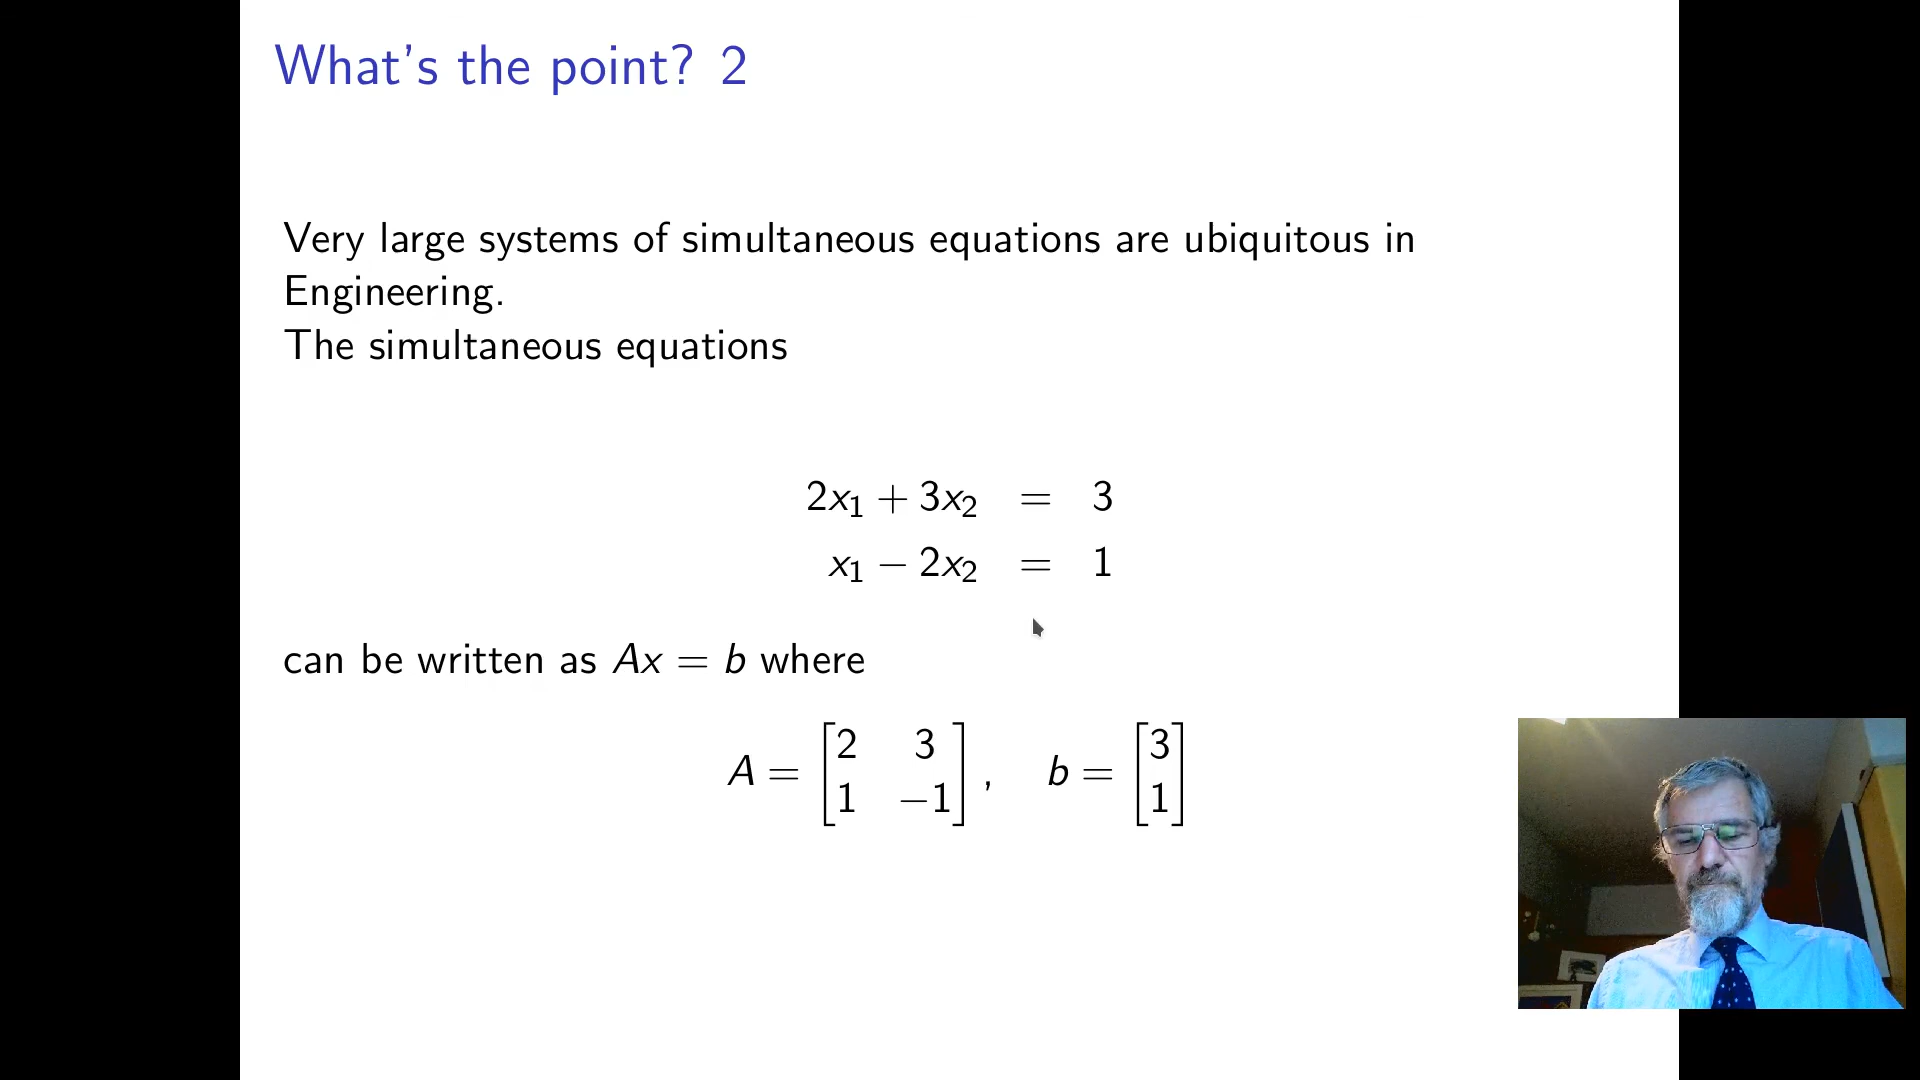 What's the point? 2
Very large systems of simultaneous equations are ubiquitous in
Engineering.
The simultaneous equations
2x₁ + 3x₂ = 3
x₁ − 2x₂ = 1
can be written as Ax = b where
A = [2 3; 1 −1], b = [3; 1]